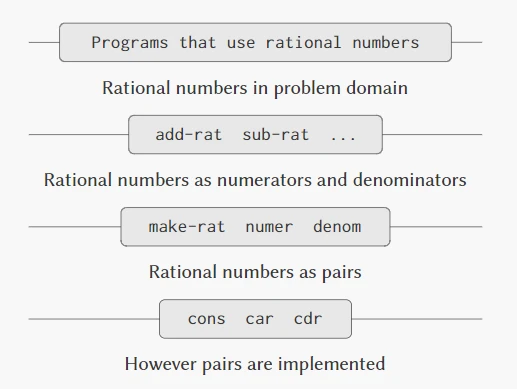 Programs that use rational numbers
Rational numbers in problem domain
add-rat sub-rat ...
Rational numbers as numerators and denominators
make-rat numer denom
Rational numbers as pairs
cons car cdr
However pairs are implemented